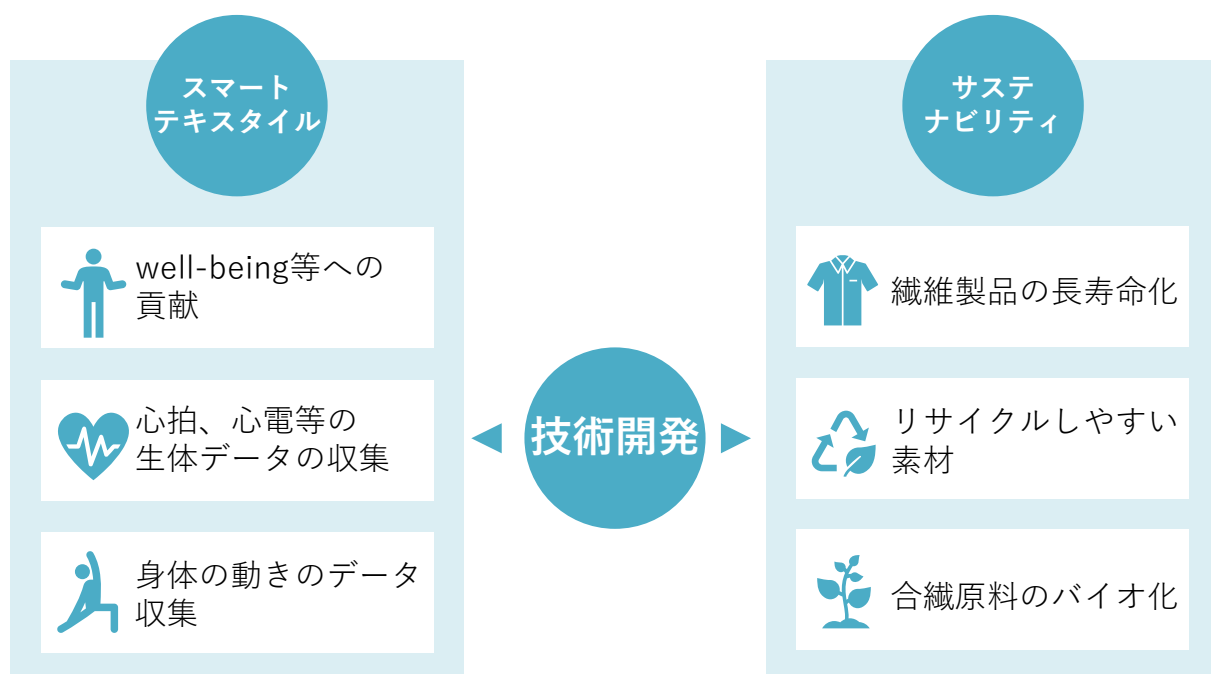 スマート
テキスタイル
well-being等への
貢献
心拍、心電等の
生体データの収集
身体の動きのデータ
収集
技術開発
サステ
ナビリティ
繊維製品の長寿命化
リサイクルしやすい
素材
合繊原料のバイオ化